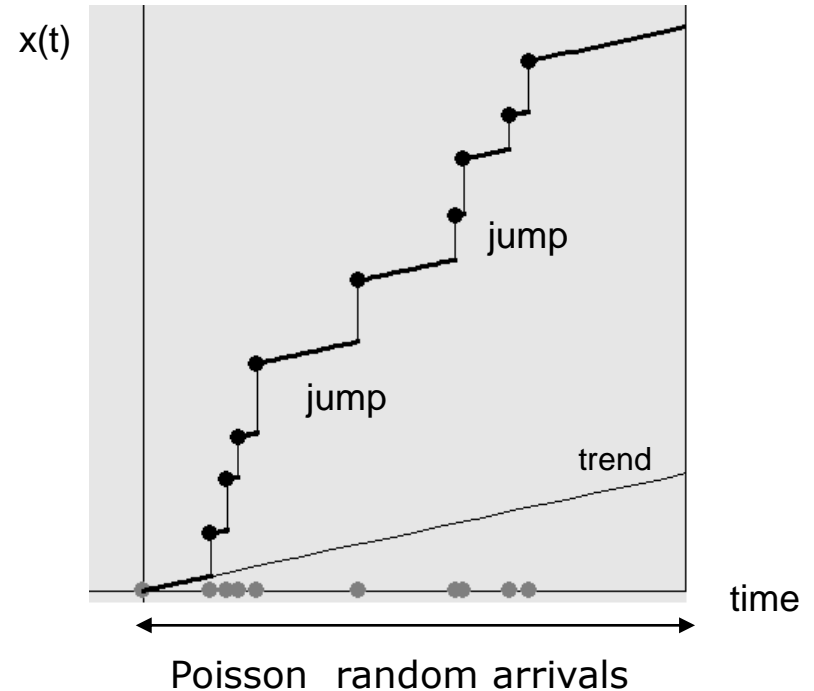 x(t)
jump
jump
trend
time
Poisson random arrivals